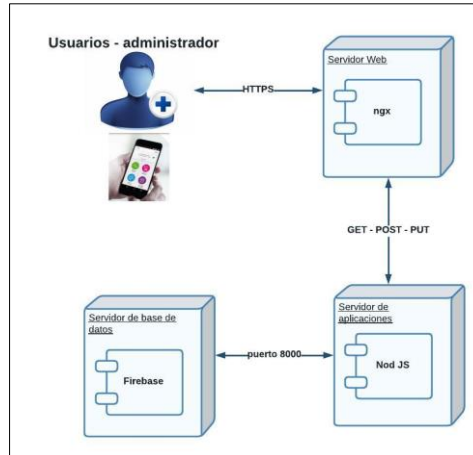 Usuarios - administrador
HTTPS
Servidor Web
ngx
GET - POST - PUT
Servidor de
aplicaciones
Nod JS
puerto 8000
Servidor de base de
datos
Firebase